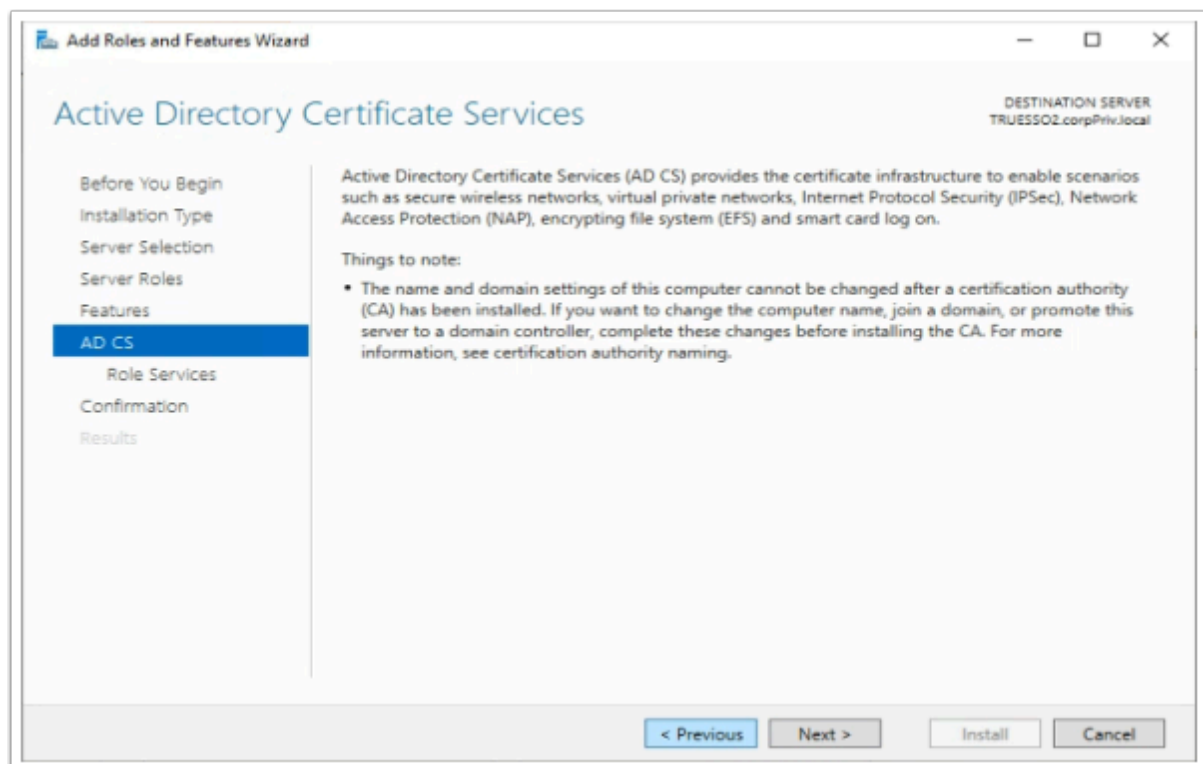 Add Roles and Features Wizard
Active Directory Certificate Services
DESTINATION SERVER
TRUESSO2.corpPriv.local
Before You Begin
Installation Type
Server Selection
Server Roles
Features
AD CS
Role Services
Confirmation
Results
Active Directory Certificate Services (AD CS) provides the certificate infrastructure to enable scenarios
such as secure wireless networks, virtual private networks, Internet Protocol Security (IPSec), Network
Access Protection (NAP), encrypting file system (EFS) and smart card log on.
Things to note:
• The name and domain settings of this computer cannot be changed after a certification authority
(CA) has been installed. If you want to change the computer name, join a domain, or promote this
server to a domain controller, complete these changes before installing the CA. For more
information, see certification authority naming.
< Previous
Next >
Install
Cancel